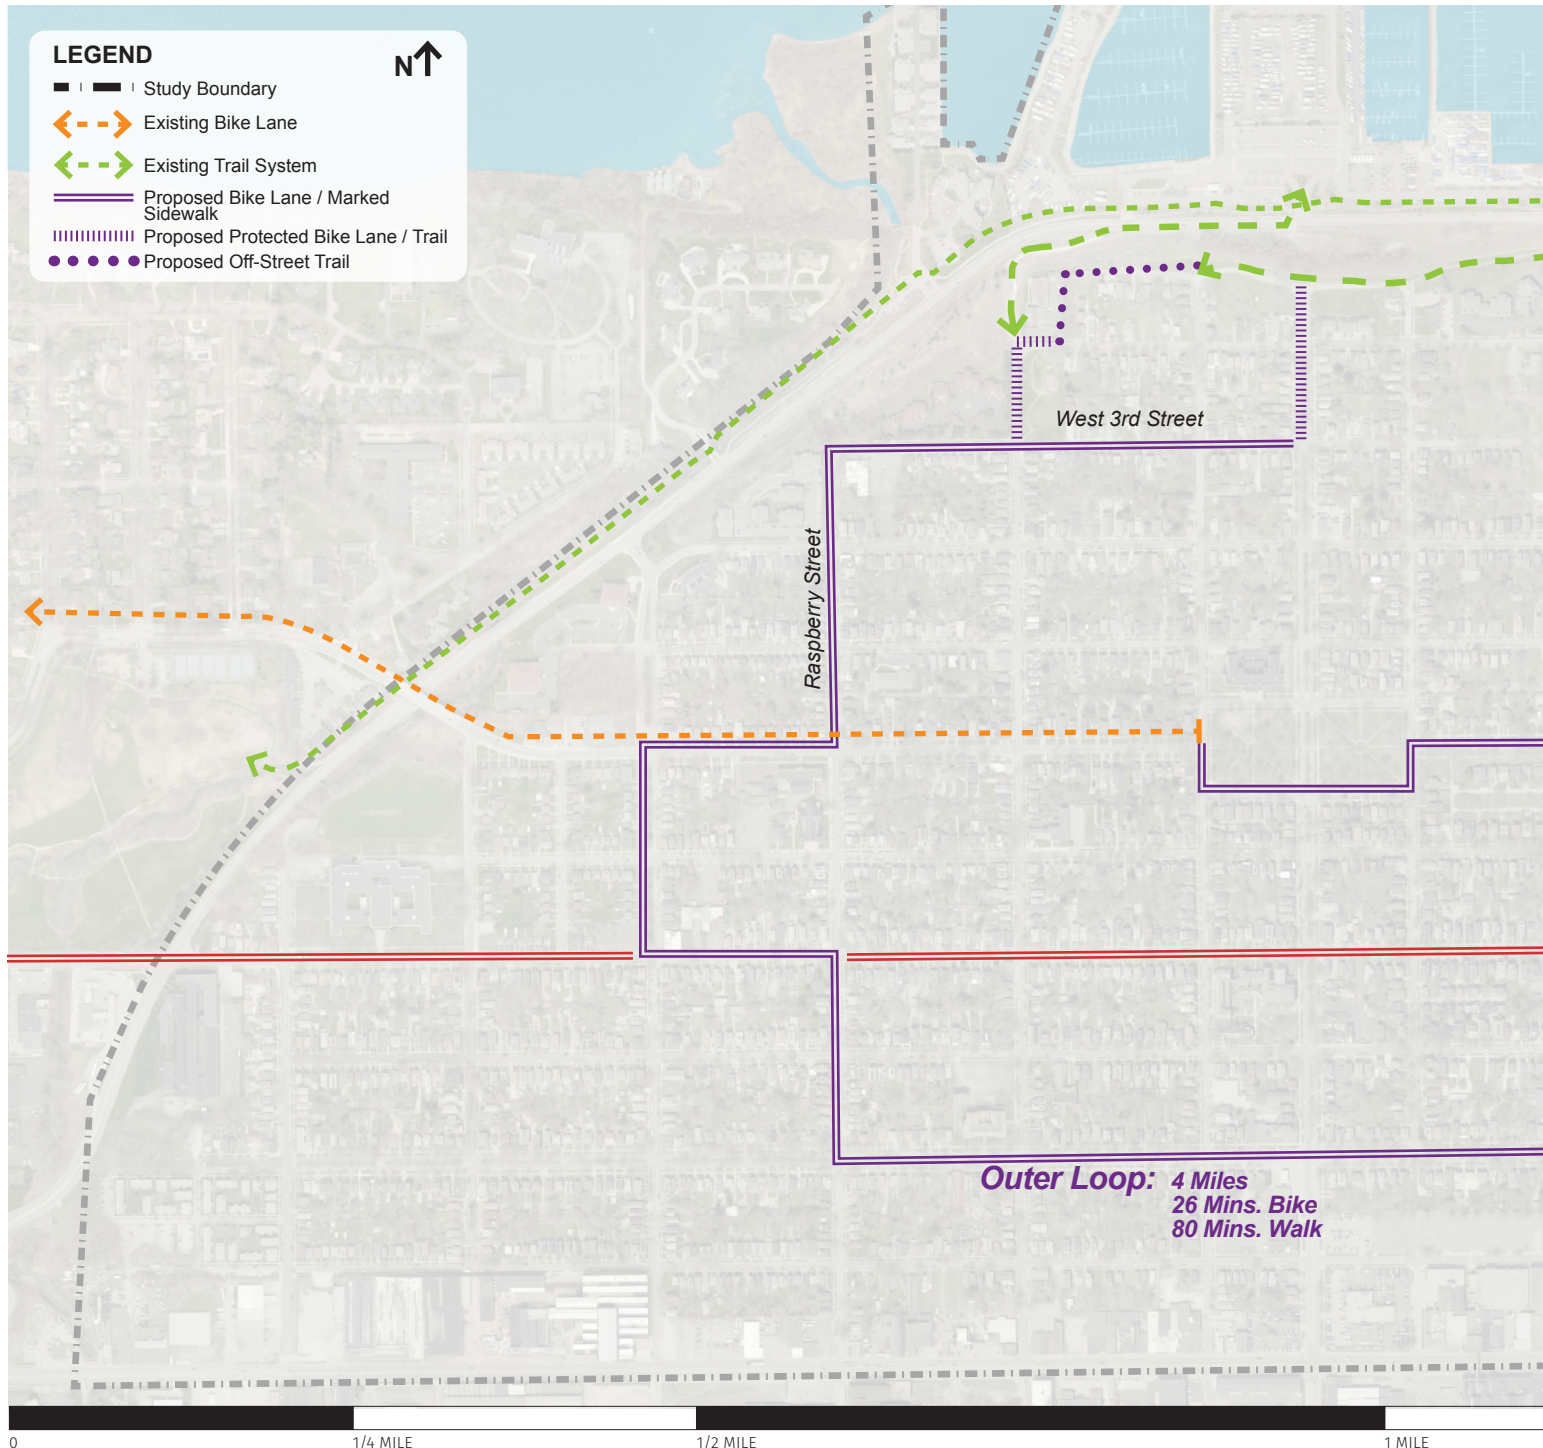 LEGEND
N
Study Boundary
Existing Bike Lane
Existing Trail System
Proposed Bike Lane / Marked
Sidewalk
Proposed Protected Bike Lane / Trail
Proposed Off-Street Trail
West 3rd Street
Raspberry Street
Outer Loop: 4 Miles
26 Mins. Bike
80 Mins. Walk
0 1/4 MILE 1/2 MILE 1 MILE